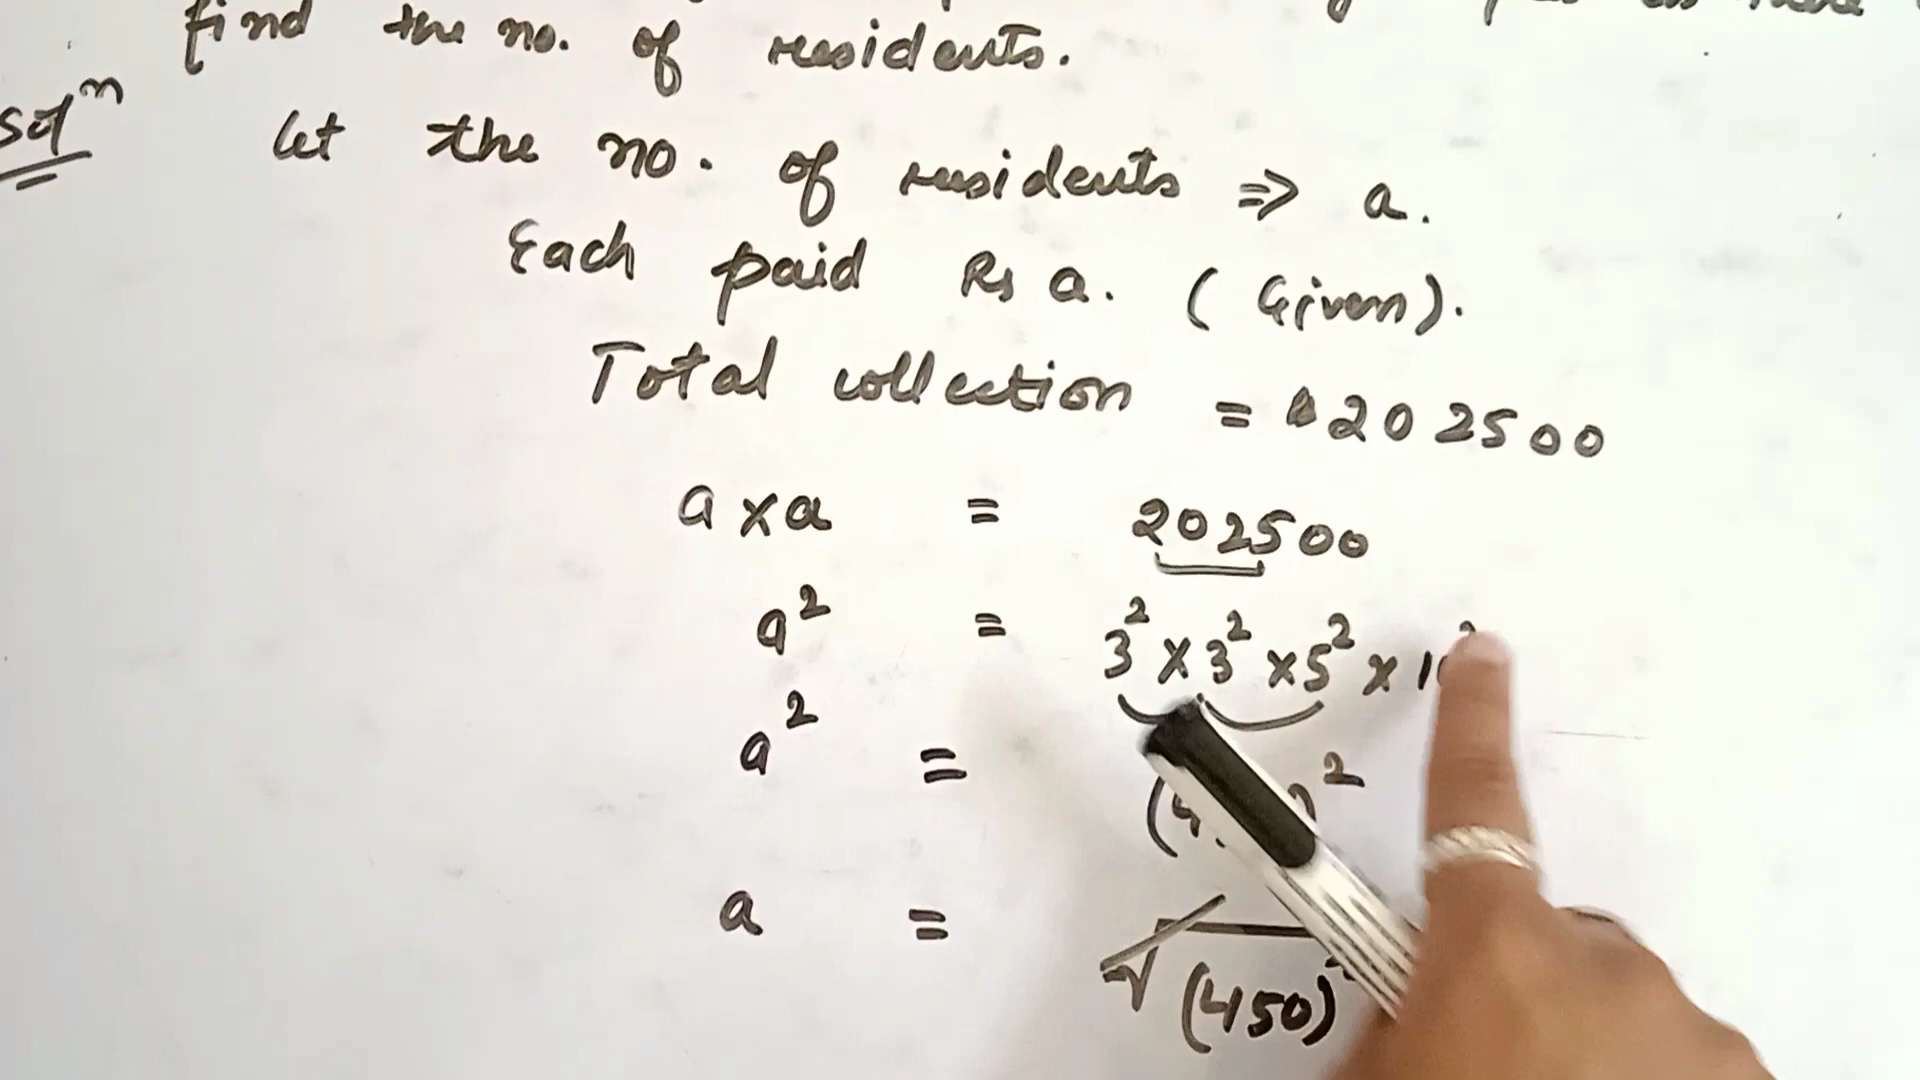 find the no. of residents.
Solⁿ Let the no. of residents ⇒ a.
Each paid Rs a. (Given).
Total collection = 202500
a × a = 202500
a² = 3² × 3² × 5² ×
a² =
a = √(450)²